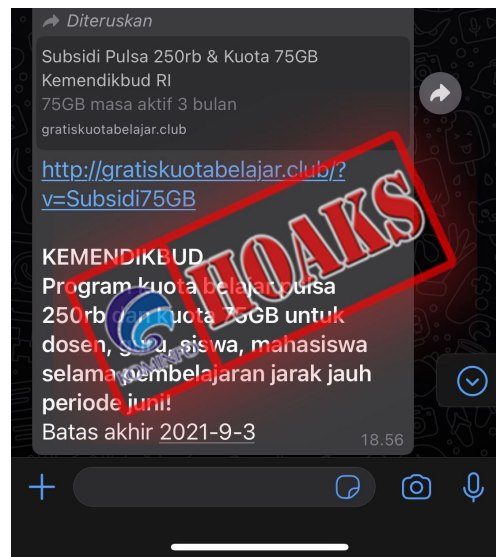 Diteruskan
Subsidi Pulsa 250rb & Kuota 75GB
Kemendikbud RI
75GB masa aktif 3 bulan
gratiskuotabelajar.club
http://gratiskuotabelajar.club/?
v=Subsidi75GB
KEMENDIKBUD
Program kuota belajar pulsa
250rb dan kuota 75GB untuk
dosen, guru, siswa, mahasiswa
selama pembelajaran jarak jauh
periode juni!
Batas akhir 2021-9-3
18.56
HOAKS
KOMINFO